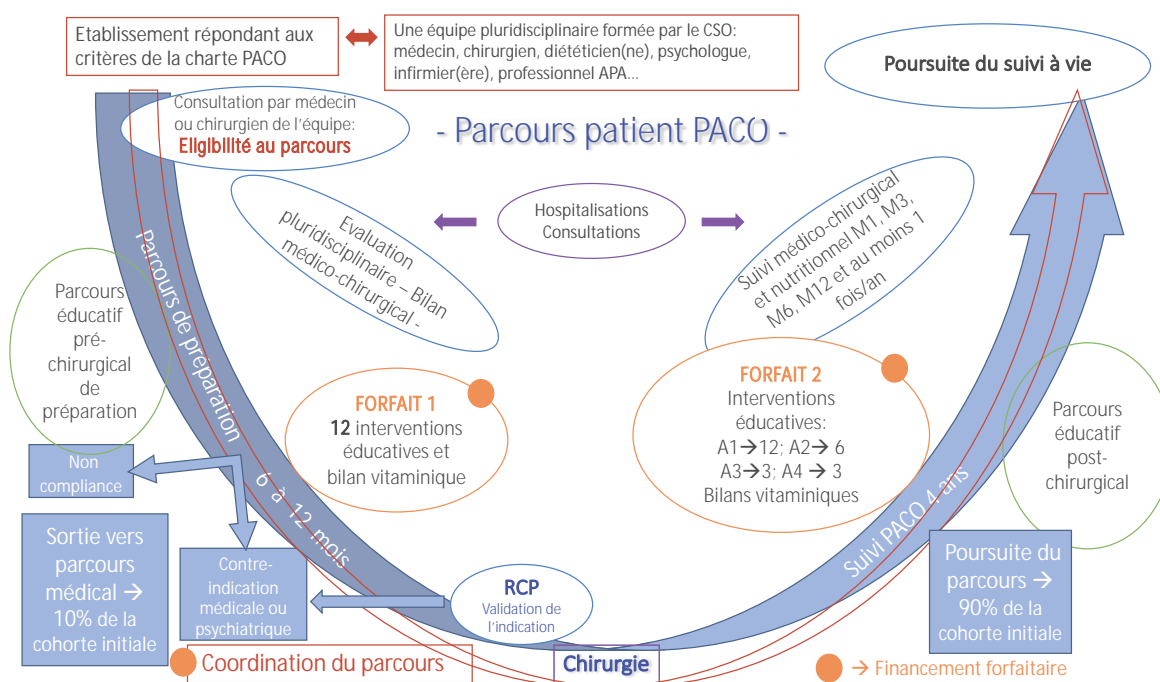 Etablissement répondant aux
critères de la charte PACO
Une équipe pluridisciplinaire formée par le CSO:
médecin, chirurgien, diététicien(ne), psychologue,
infirmier(ère), professionnel APA...
Poursuite du suivi à vie
Consultation par médecin
ou chirurgien de l'équipe:
Eligibilité au parcours
- Parcours patient PACO -
Evaluation
pluridisciplinaire – Bilan
médico-chirurgical -
Hospitalisations
Consultations
Suivi médico-chirurgical
et nutritionnel M1, M3,
M6, M12 et au moins 1
fois/an
Parcours de préparation
6 à 12 mois
Parcours
éducatif
pré-
chirurgical
de
préparation
FORFAIT 1
12 interventions
éducatives et
bilan vitaminique
FORFAIT 2
Interventions
éducatives:
A1→12; A2→ 6
A3→3; A4 → 3
Bilans vitaminiques
Suivi PACO 4 ans
Parcours
éducatif
post-
chirurgical
Non
compliance
Sortie vers
parcours
médical →
10% de la
cohorte initiale
Contre-
indication
médicale ou
psychiatrique
RCP
Validation de
l'indication
Poursuite du
parcours →
90% de la
cohorte initiale
Coordination du parcours
Chirurgie
→ Financement forfaitaire